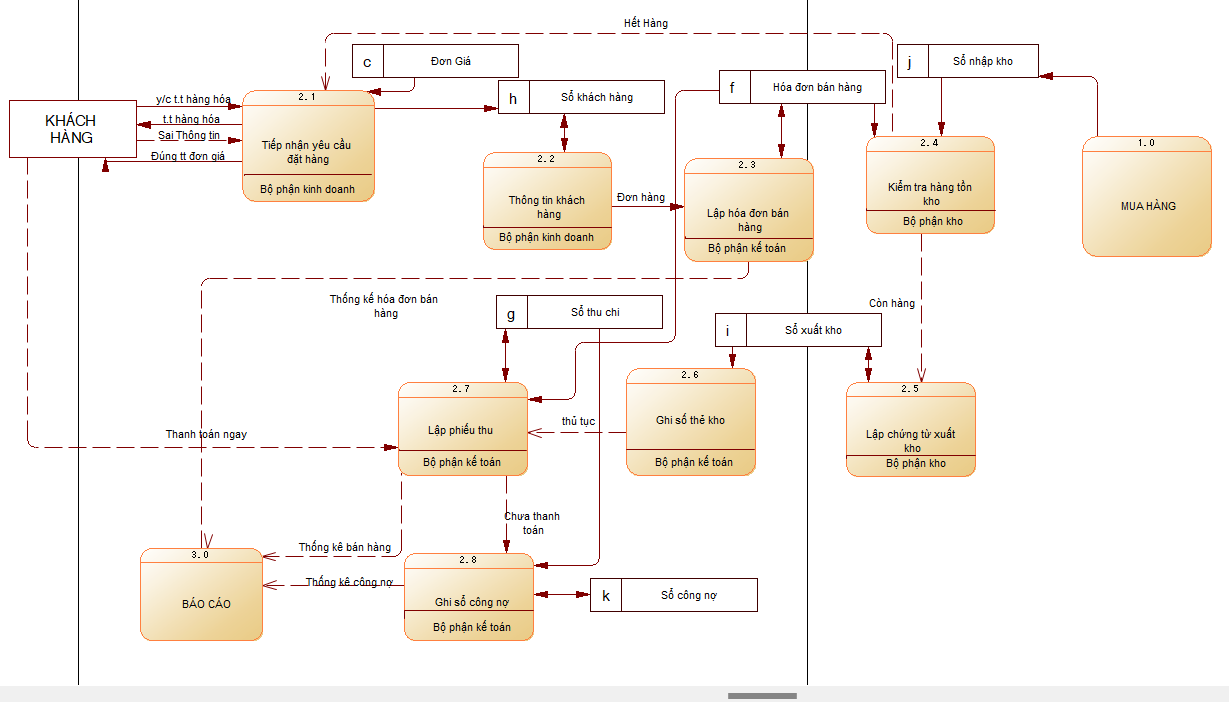 Hết Hàng
c
Đơn Giá
j
Sổ nhập kho
h
Sổ khách hàng
f
Hóa đơn bán hàng
KHÁCH
HÀNG
y/c t.t hàng hóa
t.t hàng hóa
Sai Thông tin
Đúng tt đơn giá
2.1
Tiếp nhận yêu cầu
đặt hàng
Bộ phận kinh doanh
2.2
Thông tin khách
hàng
Bộ phận kinh doanh
Đơn hàng
2.3
Lập hóa đơn bán
hàng
Bộ phận kế toán
2.4
Kiểm tra hàng tồn
kho
Bộ phận kho
1.0
MUA HÀNG
Thống kế hóa đơn bán
hàng
g
Sổ thu chi
Còn hàng
i
Sổ xuất kho
2.7
Lập phiếu thu
Bộ phận kế toán
thủ tục
2.6
Ghi số thẻ kho
Bộ phận kế toán
2.5
Lập chứng từ xuất
kho
Bộ phận kho
Thanh toán ngay
Chưa thanh
toán
Thống kê bán hàng
Thống kê công nợ
3.0
BÁO CÁO
2.8
Ghi sổ công nợ
Bộ phận kế toán
k
Sổ công nợ